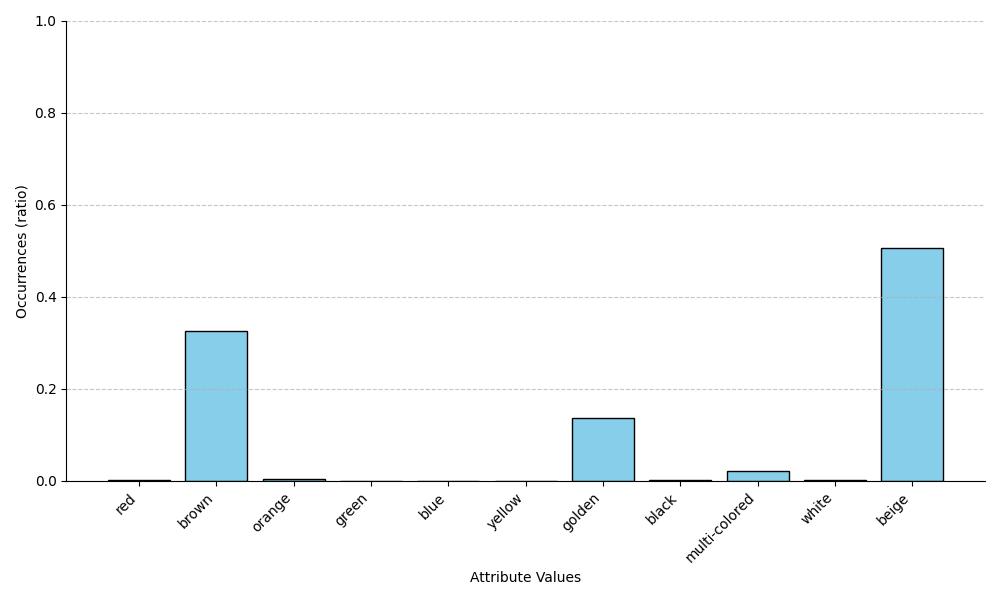 1.0
0.8
0.6
0.4
0.2
0.0
Occurrences (ratio)
red
brown
orange
green
blue
yellow
golden
black
multi-colored
white
beige
Attribute Values